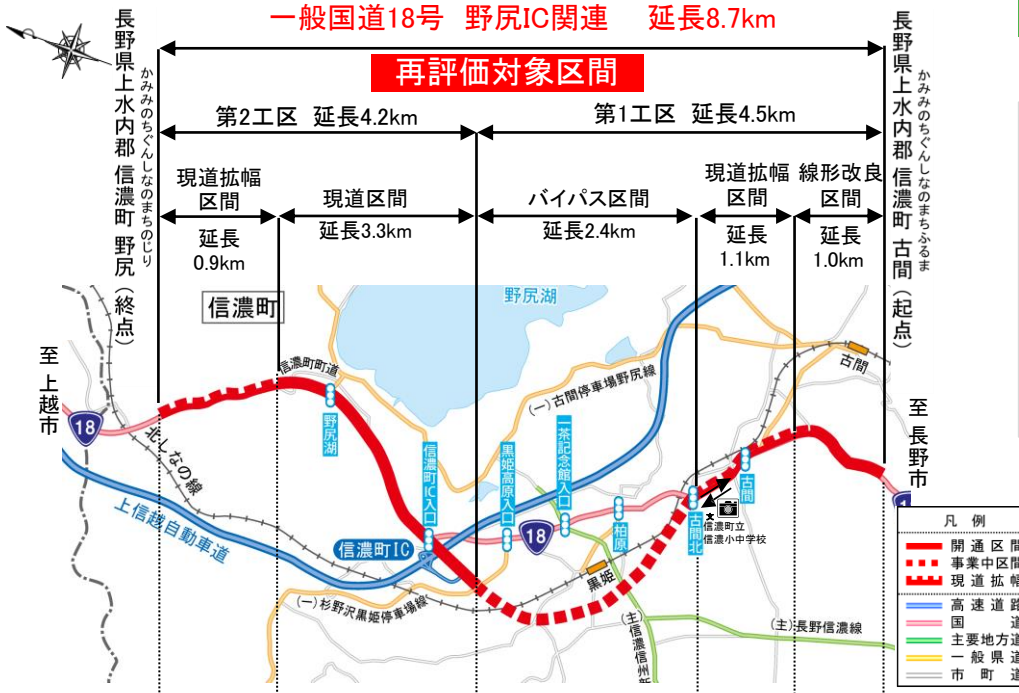 一般国道18号 野尻IC関連 延長8.7km
再評価対象区間
長野県上水内郡 信濃町 野尻(終点)
かみみのちぐんしなのまちのじり
長野県上水内郡 信濃町 古間(起点)
かみみのちぐんしなのまちふるま
第2工区 延長4.2km
第1工区 延長4.5km
現道拡幅
区間
延長
0.9km
現道区間
延長3.3km
バイパス区間
延長2.4km
現道拡幅
区間
延長
1.1km
線形改良
区間
延長
1.0km
信濃町
野尻湖
至上越市
至長野市
18
信濃町町道
野尻湖
北しなの線
上信越自動車道
信濃町IC
信濃町IC入口
黒姫高原入口
一茶記念館入口
(一)古間停車場野尻線
18
柏原
古間北
古間
古間
★
信濃町立
信濃小中学校
黒姫
(一)杉野沢黒姫停車場線
(主)信濃信州新
(主)長野信濃線
1
凡例
開通区間
事業中区間
現道拡幅
高速道路
国道
主要地方道
一般県道
市町道